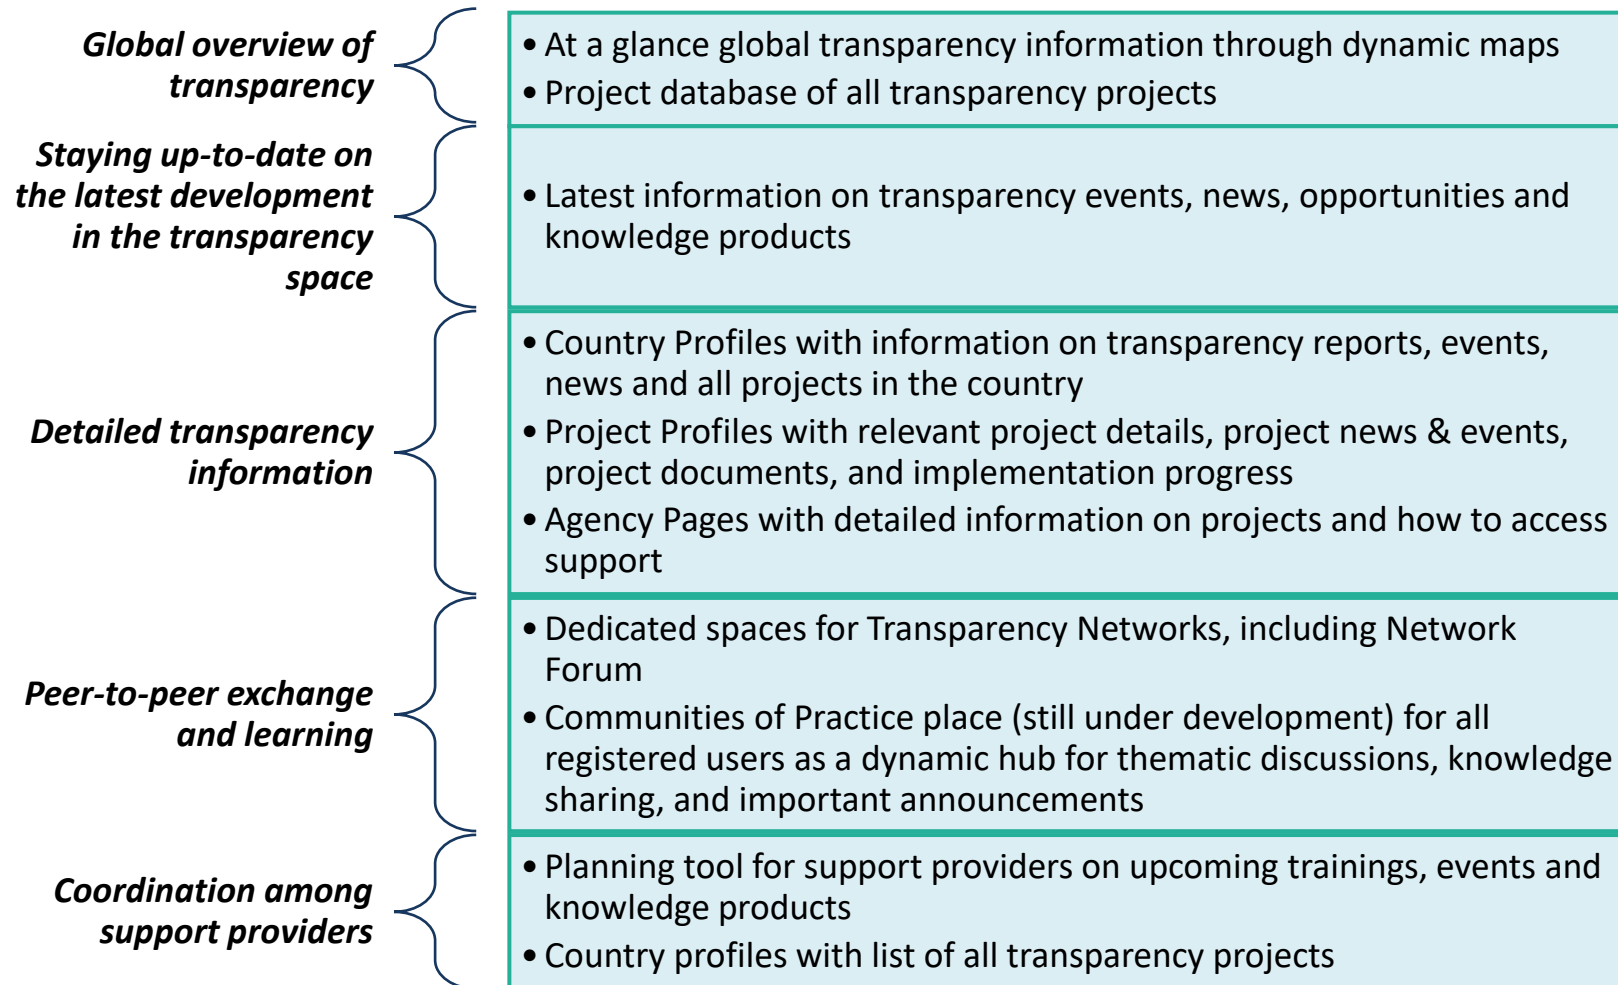 Global overview of
transparency
• At a glance global transparency information through dynamic maps
• Project database of all transparency projects
Staying up-to-date on
the latest development
in the transparency
space
• Latest information on transparency events, news, opportunities and
knowledge products
Detailed transparency
information
• Country Profiles with information on transparency reports, events,
news and all projects in the country
• Project Profiles with relevant project details, project news & events,
project documents, and implementation progress
• Agency Pages with detailed information on projects and how to access
support
Peer-to-peer exchange
and learning
• Dedicated spaces for Transparency Networks, including Network
Forum
• Communities of Practice place (still under development) for all
registered users as a dynamic hub for thematic discussions, knowledge
sharing, and important announcements
Coordination among
support providers
• Planning tool for support providers on upcoming trainings, events and
knowledge products
• Country profiles with list of all transparency projects